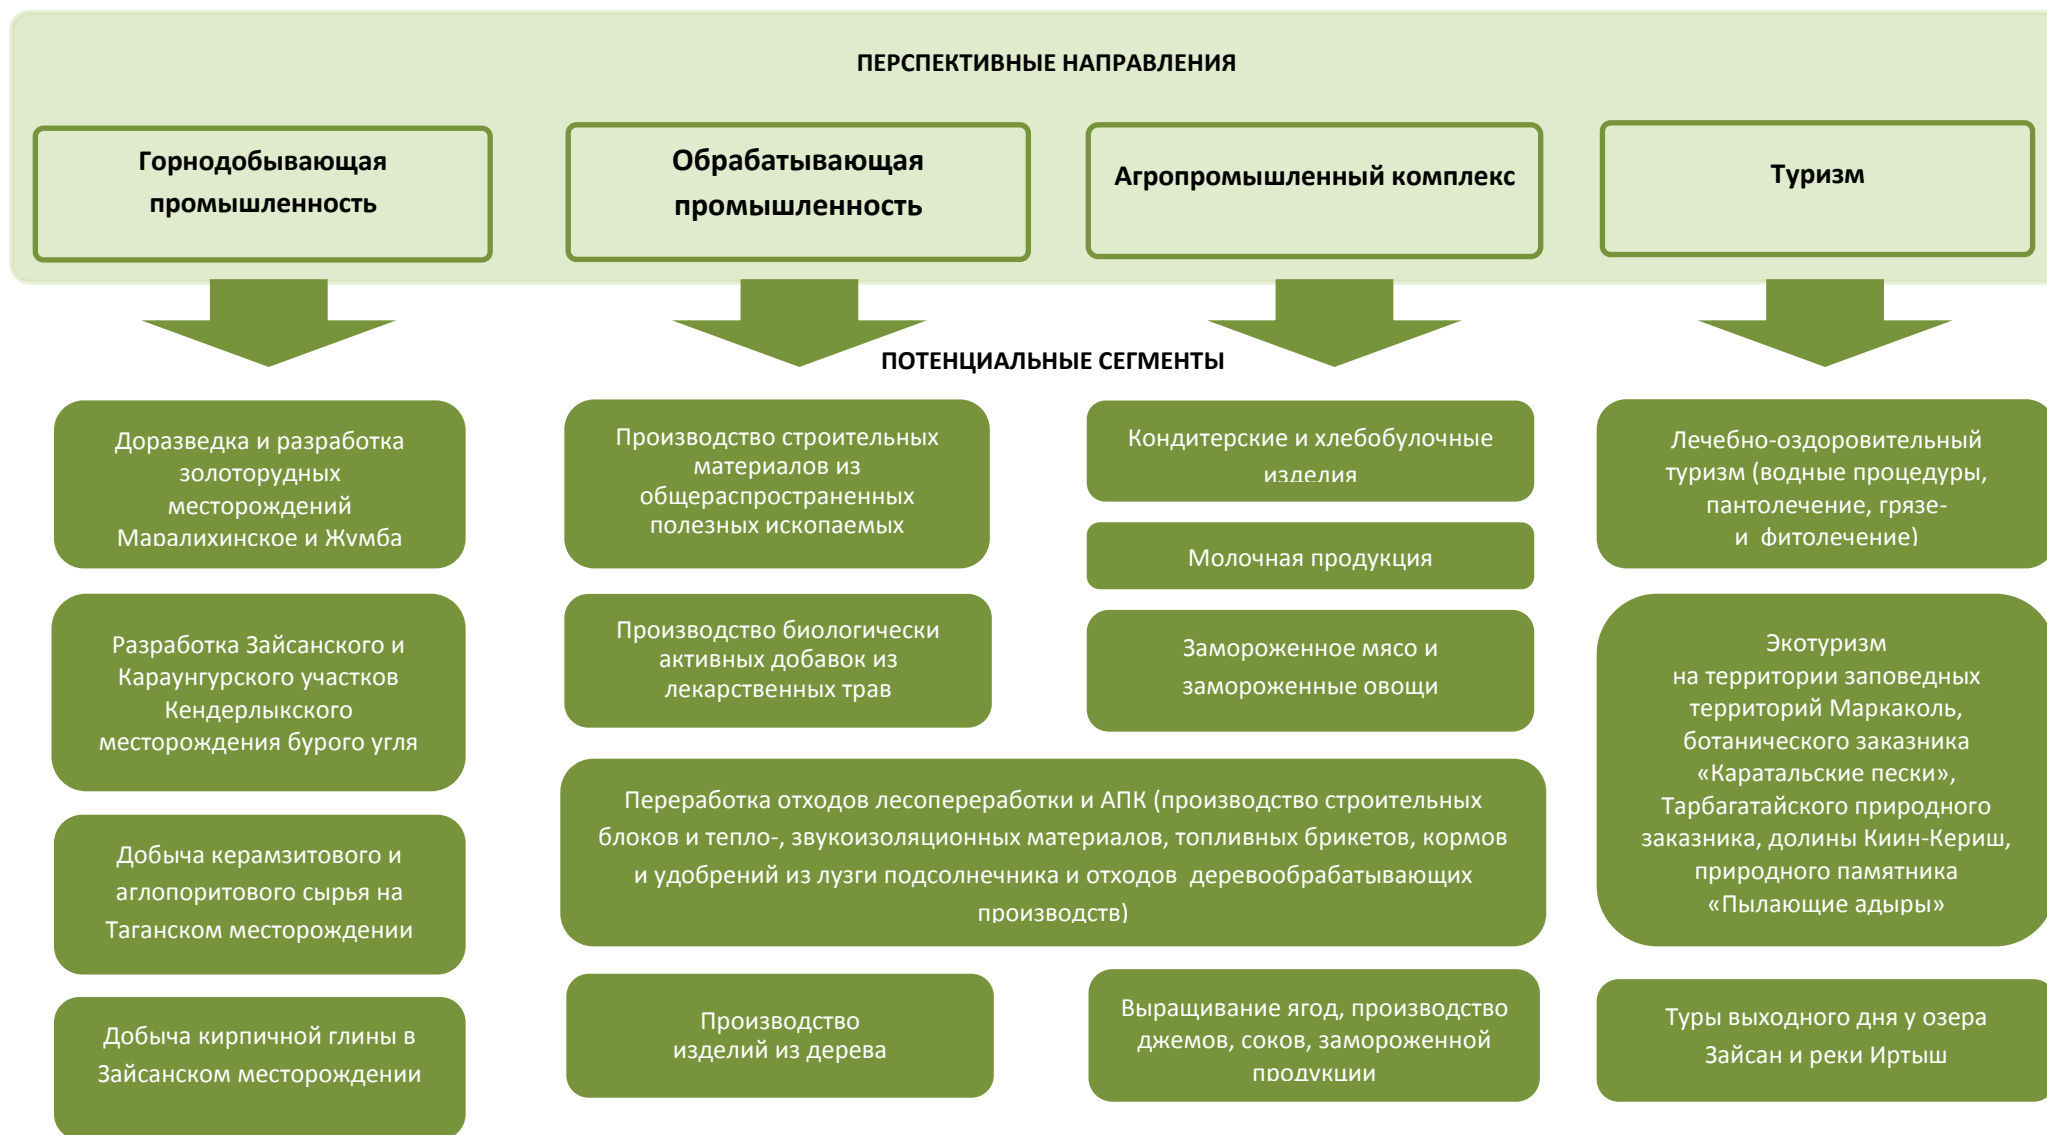 ПЕРСПЕКТИВНЫЕ НАПРАВЛЕНИЯ
Горнодобывающая
промышленность
Обрабатывающая
промышленность
Агропромышленный комплекс
Туризм
ПОТЕНЦИАЛЬНЫЕ СЕГМЕНТЫ
Доразведка и разработка
золоторудных
месторождений
Маралихинское и Жумба
Разработка Зайсанского и
Караунгурского участков
Кендерлыкского
месторождения бурого угля
Добыча керамзитового и
аглопоритового сырья на
Таганском месторождении
Добыча кирпичной глины в
Зайсанском месторождении
Производство строительных
материалов из
общераспространенных
полезных ископаемых
Производство биологически
активных добавок из
лекарственных трав
Кондитерские и хлебобулочные
изделия
Молочная продукция
Замороженное мясо и
замороженные овощи
Переработка отходов лесопереработки и АПК (производство строительных
блоков и тепло-, звукоизоляционных материалов, топливных брикетов, кормов
и удобрений из лузги подсолнечника и отходов деревообрабатывающих
производств)
Производство
изделий из дерева
Выращивание ягод, производство
джемов, соков, замороженной
продукции
Лечебно-оздоровительный
туризм (водные процедуры,
пантолечение, грязе-
и фитолечение)
Экотуризм
на территории заповедных
территорий Маркаколь,
ботанического заказника
«Каратальские пески»,
Тарбагатайского природного
заказника, долины Киин-Кериш,
природного памятника
«Пылающие адыры»
Туры выходного дня у озера
Зайсан и реки Иртыш